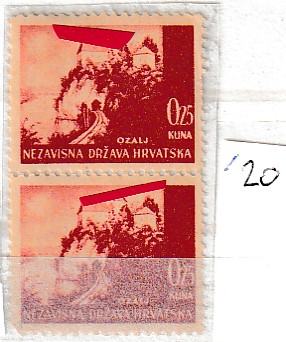 0.25
KUNA
OZALJ
NEZAVISNA DRŽAVA HRVATSKA
'20
0.25
KUNA
OZALJ
NEZAVISNA DRŽAVA HRVATSKA